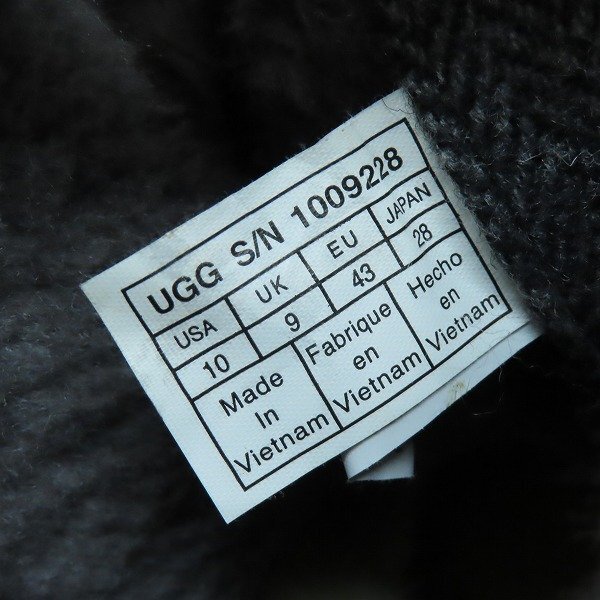 UGG S/N 1009228
USA UK EU JAPAN
10 9 43 28
Made Fabrique Hecho
In en en
Vietnam Vietnam Vietnam